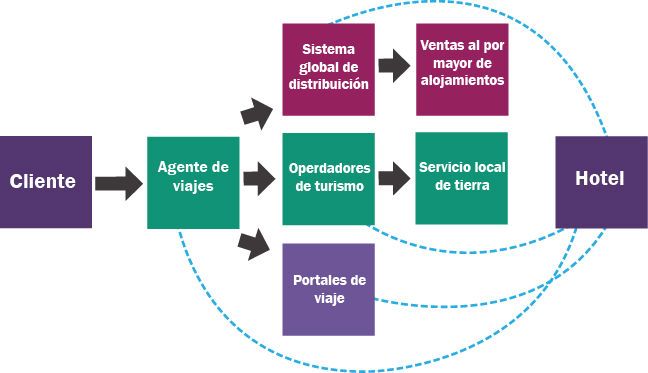 Sistema
global de
distribuición
Ventas al por
mayor de
alojamientos
Cliente
Agente de
viajes
Operdadores
de turismo
Servicio local
de tierra
Hotel
Portales de
viaje